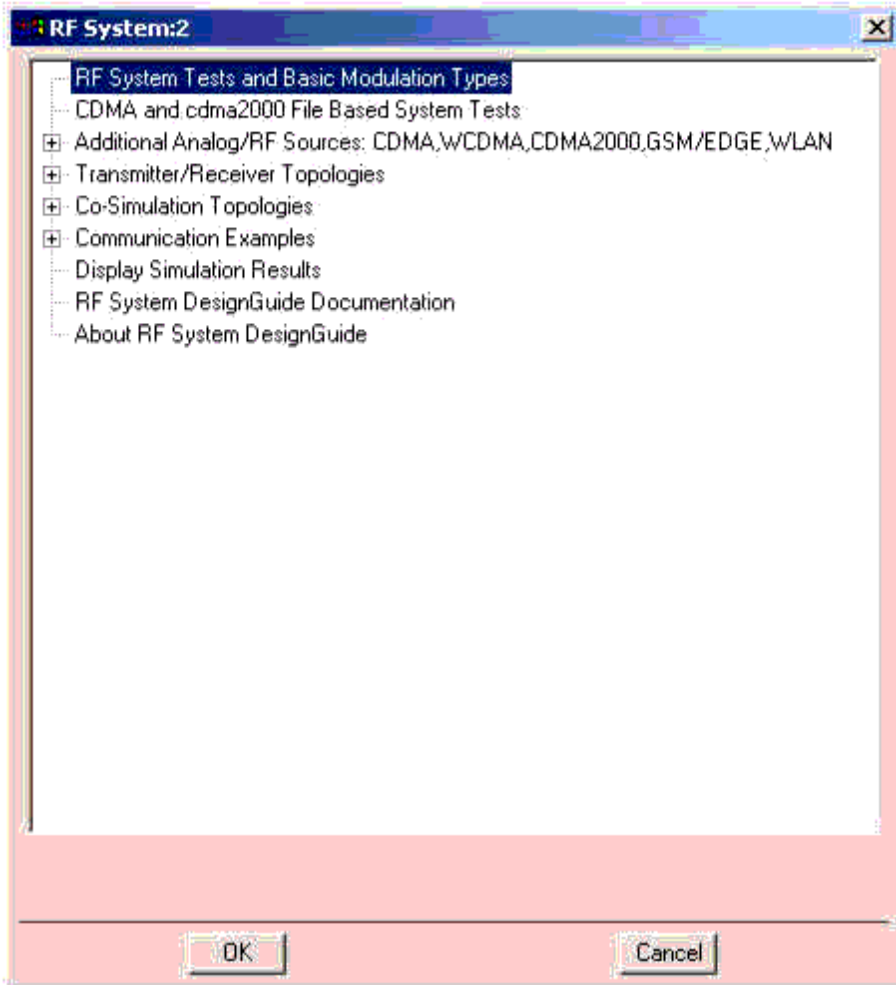 RF System:2
RF System Tests and Basic Modulation Types
CDMA and cdma2000 File Based System Tests
Additional Analog/RF Sources: CDMA,WCDMA,CDMA2000,GSM/EDGE,WLAN
Transmitter/Receiver Topologies
Co-Simulation Topologies
Communication Examples
Display Simulation Results
RF System DesignGuide Documentation
About RF System DesignGuide
OK Cancel